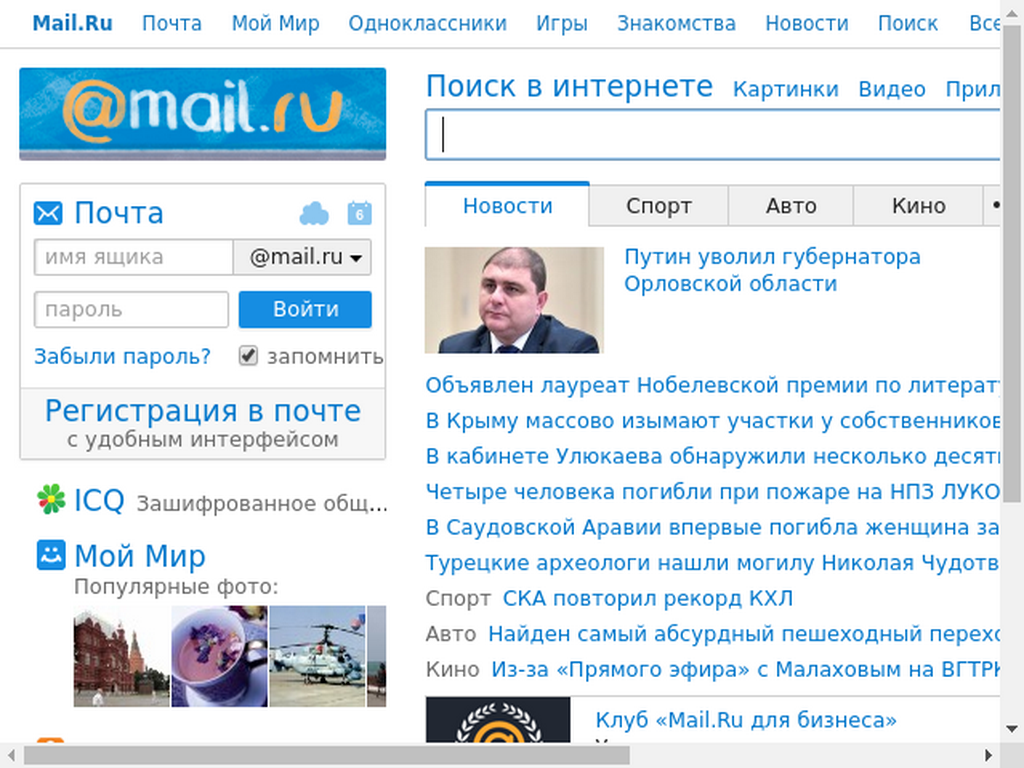 Mail.Ru Почта Мой Мир Одноклассники Игры Знакомства Новости Поиск Все
@mail.ru
Почта 6
имя ящика @mail.ru
пароль Войти
Забыли пароль? запомнить
Регистрация в почте
с удобным интерфейсом
ICQ Зашифрованное общ...
Мой Мир
Популярные фото:
Поиск в интернете Картинки Видео Прил
Новости Спорт Авто Кино
Путин уволил губернатора
Орловской области
Объявлен лауреат Нобелевской премии по литерат
В Крыму массово изымают участки у собственников
В кабинете Улюкаева обнаружили несколько десят
Четыре человека погибли при пожаре на НПЗ ЛУКО
В Саудовской Аравии впервые погибла женщина за
Турецкие археологи нашли могилу Николая Чудотв
Спорт СКА повторил рекорд КХЛ
Авто Найден самый абсурдный пешеходный перехо
Кино Из-за «Прямого эфира» с Малаховым на ВГТРК
Клуб «Mail.Ru для бизнеса»